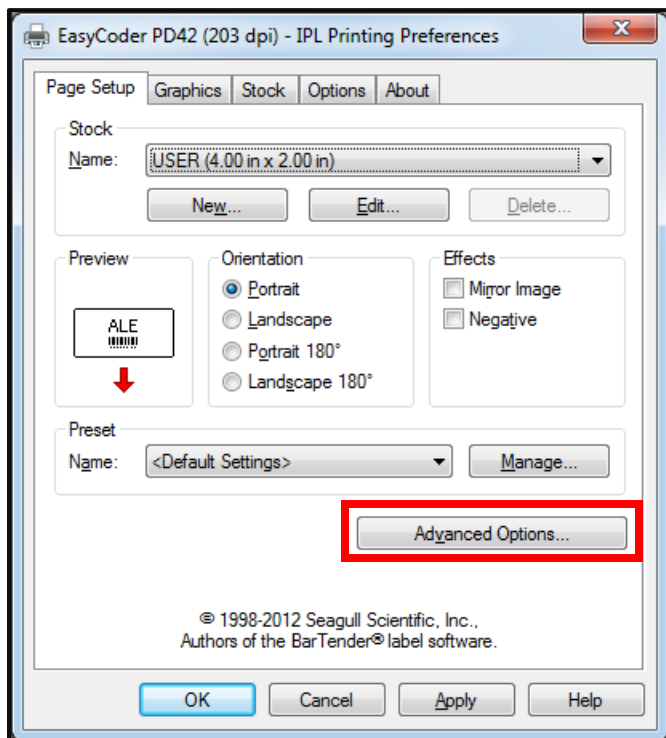 EasyCoder PD42 (203 dpi) - IPL Printing Preferences
Page Setup Graphics Stock Options About
Stock
Name: USER (4.00 in x 2.00 in)
New... Edit... Delete...
Preview
ALE
Orientation
Portrait
Landscape
Portrait 180°
Landscape 180°
Effects
Mirror Image
Negative
Preset
Name: <Default Settings> Manage...
Advanced Options...
© 1998-2012 Seagull Scientific, Inc.,
Authors of the BarTender® label software.
OK Cancel Apply Help